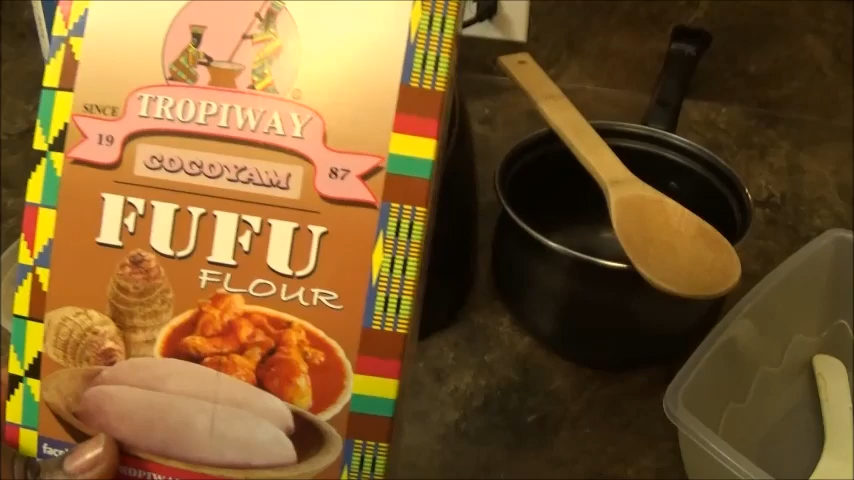 SINCE
TROPIWAY
19
87
COCOYAM
FUFU
FLOUR